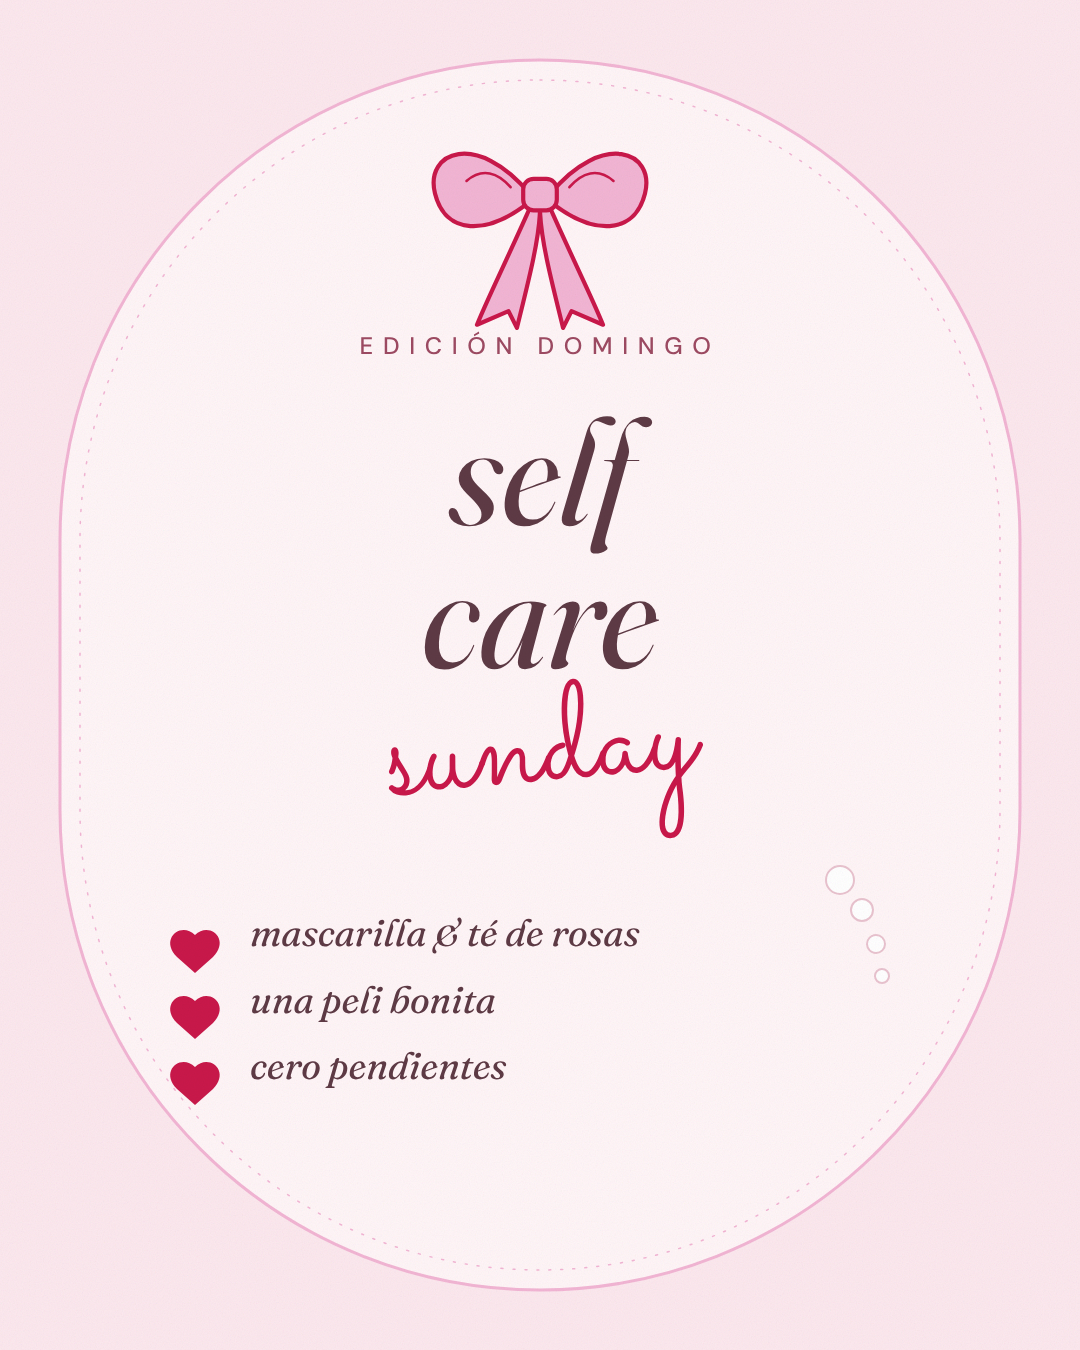 EDICIÓN DOMINGO
self
care
sunday
mascarilla & té de rosas
una peli bonita
cero pendientes